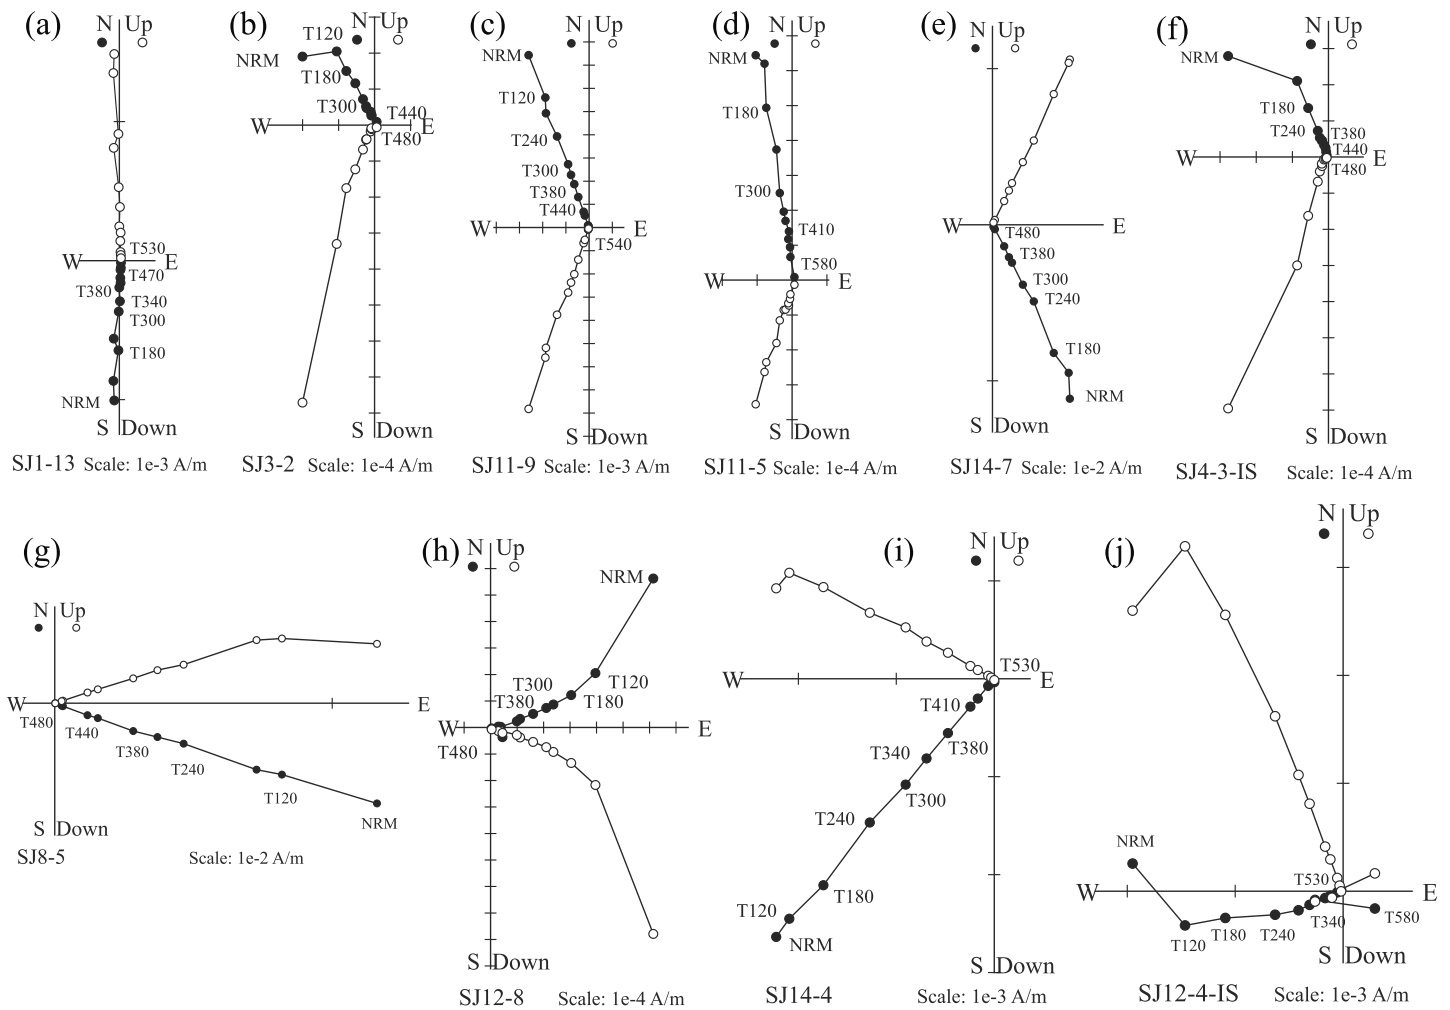 (a)
N Up
T530
W E
T470
T380
T340
T300
T180
NRM
S Down
SJ1-13 Scale: 1e-3 A/m
(b)
N Up
T120
NRM
T180
T300
T440
W E
T480
S Down
SJ3-2 Scale: 1e-4 A/m
(c)
N Up
NRM
T120
T240
T300
T380
T440
W E
T540
S Down
SJ11-9 Scale: 1e-3 A/m
(d)
N Up
NRM
T180
T300
T410
T580
W E
S Down
SJ11-5 Scale: 1e-4 A/m
(e)
N Up
W E
T480
T380
T300
T240
T180
NRM
S Down
SJ14-7 Scale: 1e-2 A/m
(f)
N Up
NRM
T180
T240
T380
T440
W E
T480
S Down
SJ4-3-IS Scale: 1e-4 A/m
(g)
N Up
W E
T480
T440
T380
T240
T120
NRM
S Down
SJ8-5 Scale: 1e-2 A/m
(h)
N Up
NRM
T120
T300
T380
T180
W E
T480
S Down
SJ12-8 Scale: 1e-4 A/m
(i)
N Up
T530
W E
T410
T380
T340
T300
T240
T180
T120
NRM
S Down
SJ14-4 Scale: 1e-3 A/m
(j)
N Up
NRM
T530
W E
T340
T580
T240
T180
T120
S Down
SJ12-4-IS Scale: 1e-3 A/m